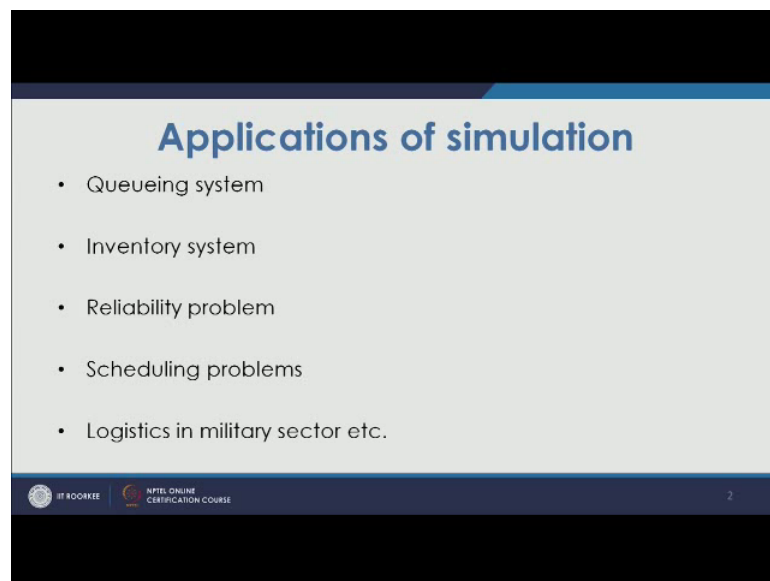 Applications of simulation
• Queueing system
• Inventory system
• Reliability problem
• Scheduling problems
• Logistics in military sector etc.
IIT ROORKEE
NPTEL ONLINE
CERTIFICATION COURSE
2